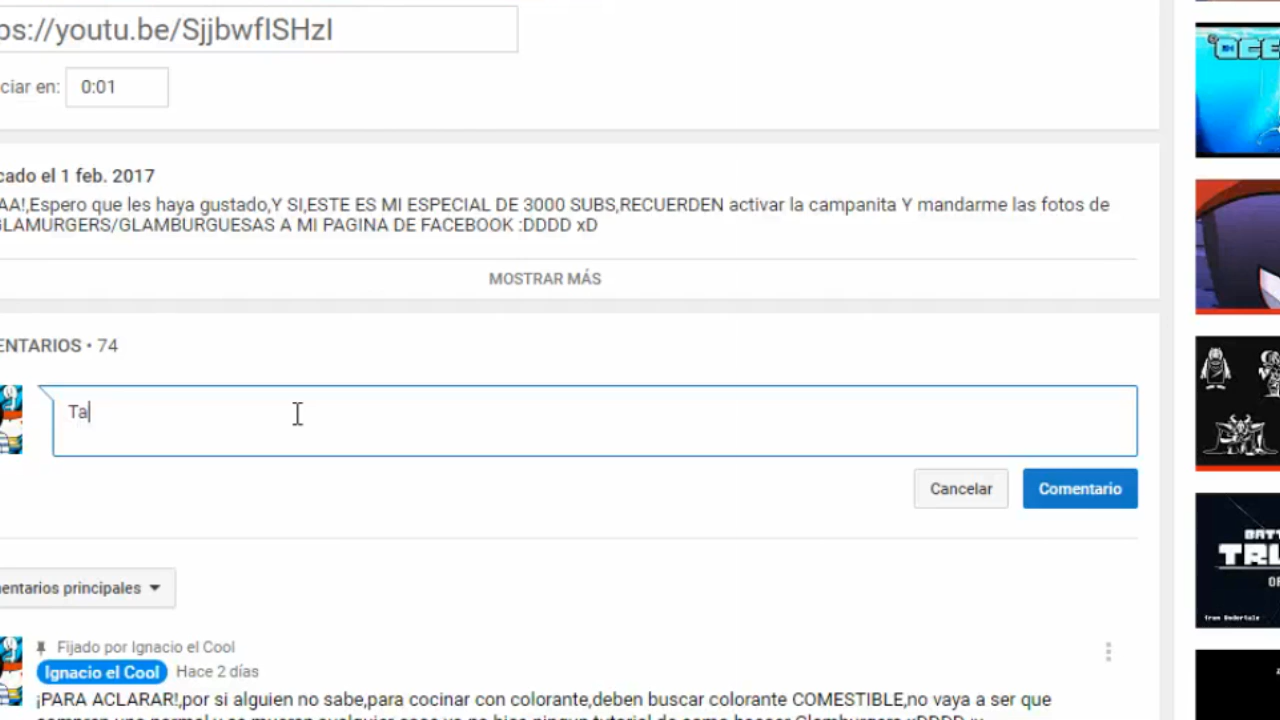 ps://youtu.be/SjjbwfISHzI
ciar en: 0:01
cado el 1 feb. 2017
AA!,Espero que les haya gustado,Y SI,ESTE ES MI ESPECIAL DE 3000 SUBS,RECUERDEN activar la campanita Y mandarme las fotos de
GLAMURGERS/GLAMBURGUESAS A MI PAGINA DE FACEBOOK :DDDD xD
MOSTRAR MÁS
ENTARIOS • 74
Ta
Cancelar
Comentario
entarios principales
Fijado por Ignacio el Cool
Ignacio el Cool Hace 2 días
¡PARA ACLARAR!,por si alguien no sabe,para cocinar con colorante,deben buscar colorante COMESTIBLE,no vaya a ser que
TRU
from Undertale